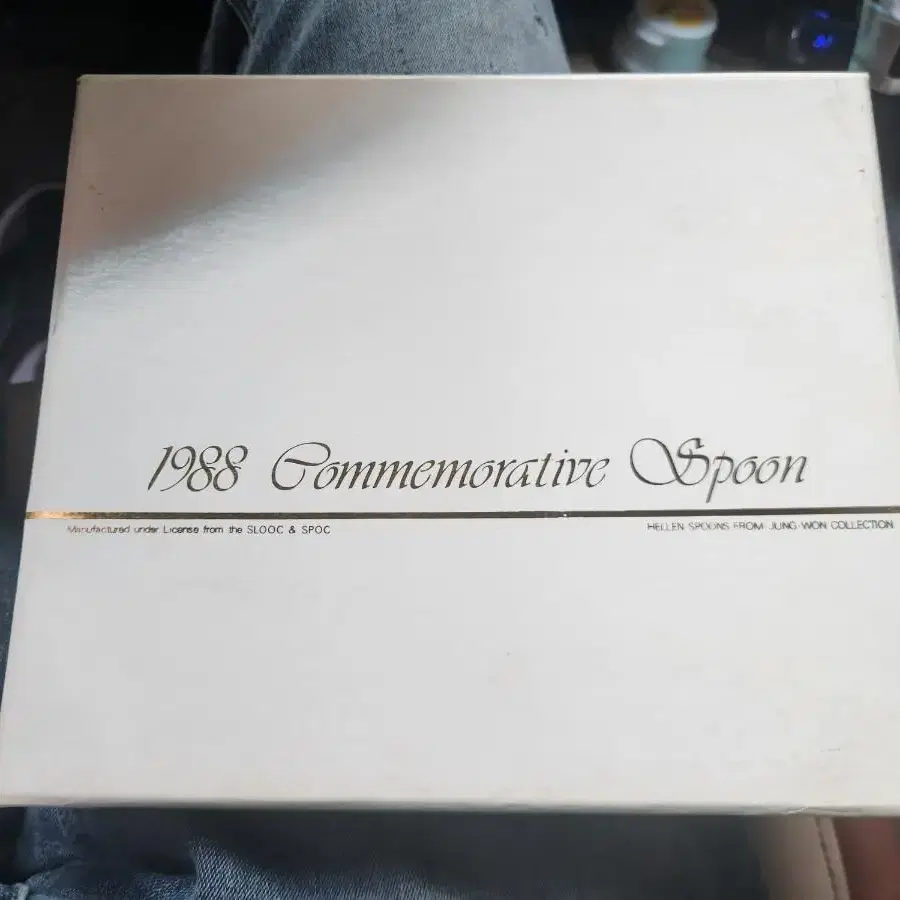 1988 Commemorative Spoon
Manufactured under License from the SLOOC & SPOC
HELLEN SPOONS FROM JUNG-WON COLLECTION